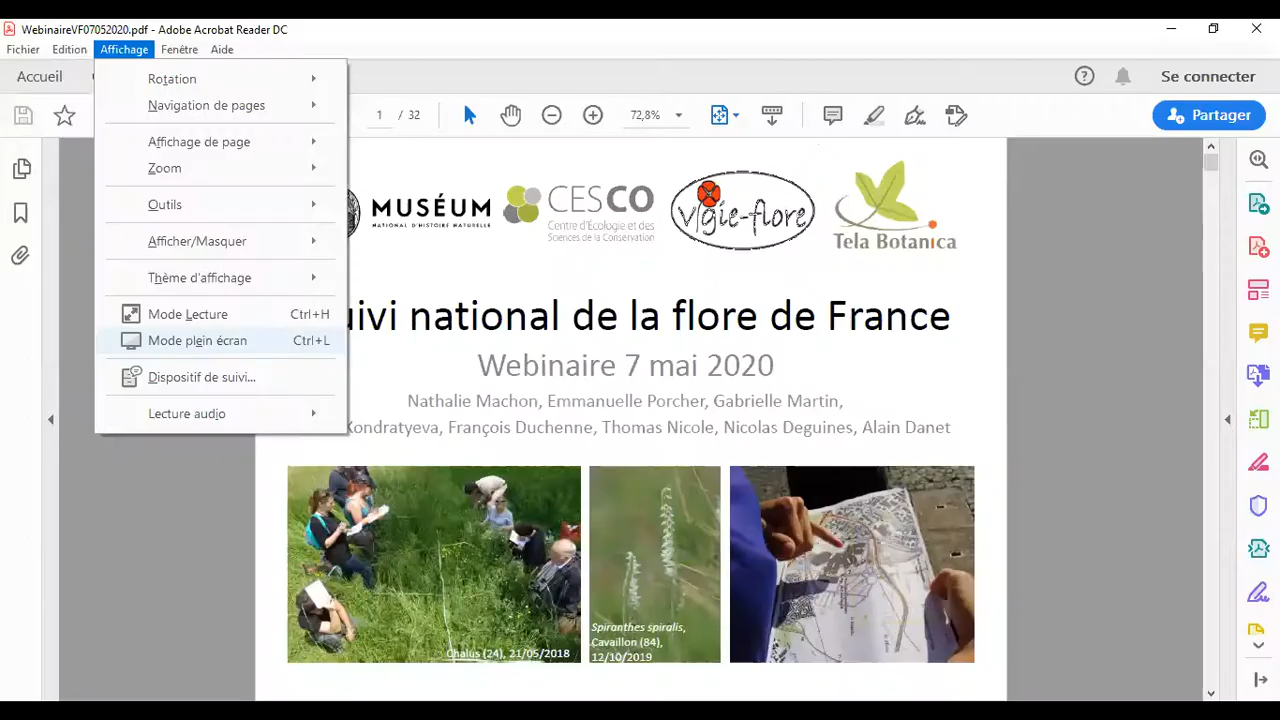 WebinaireVF07052020.pdf - Adobe Acrobat Reader DC
Fichier Edition Affichage Fenêtre Aide
Accueil
Se connecter
1 / 32
72,8%
Partager
Rotation
Navigation de pages
Affichage de page
Zoom
Outils
Afficher/Masquer
Thème d'affichage
Mode Lecture Ctrl+H
Mode plein écran Ctrl+L
Dispositif de suivi...
Lecture audio
MUSÉUM
NATIONAL D'HISTOIRE NATURELLE
CESCO
Centre d'Écologie et des
Sciences de la Conservation
vigie-flore
Tela Botanica
uivi national de la flore de France
Webinaire 7 mai 2020
Nathalie Machon, Emmanuelle Porcher, Gabrielle Martin,
Kondratyeva, François Duchenne, Thomas Nicole, Nicolas Deguines, Alain Danet
Chalus (24), 21/05/2018
Spiranthes spiralis,
Cavaillon (84),
12/10/2019